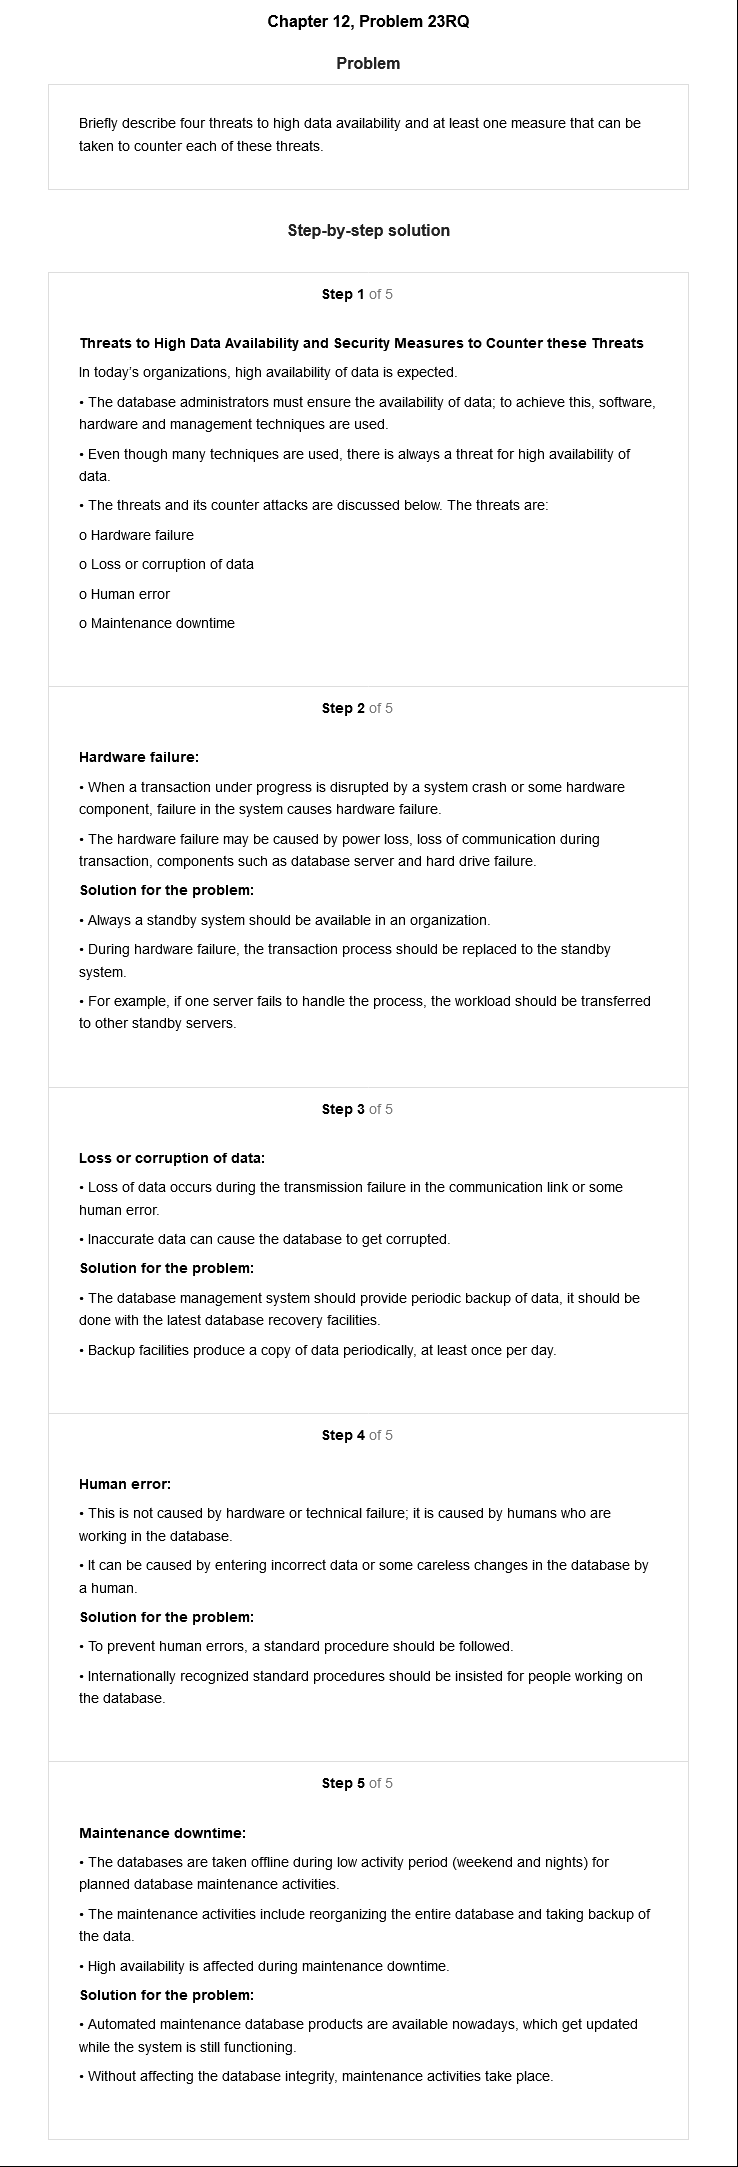 Chapter 12, Problem 23RQ
Problem
Briefly describe four threats to high data availability and at least one measure that can be
taken to counter each of these threats.
Step-by-step solution
Step 1 of 5
Threats to High Data Availability and Security Measures to Counter these Threats
In today's organizations, high availability of data is expected.
• The database administrators must ensure the availability of data; to achieve this, software,
hardware and management techniques are used.
• Even though many techniques are used, there is always a threat for high availability of
data.
• The threats and its counter attacks are discussed below. The threats are:
o Hardware failure
o Loss or corruption of data
o Human error
o Maintenance downtime
Step 2 of 5
Hardware failure:
• When a transaction under progress is disrupted by a system crash or some hardware
component, failure in the system causes hardware failure.
• The hardware failure may be caused by power loss, loss of communication during
transaction, components such as database server and hard drive failure.
Solution for the problem:
• Always a standby system should be available in an organization.
• During hardware failure, the transaction process should be replaced to the standby
system.
• For example, if one server fails to handle the process, the workload should be transferred
to other standby servers.
Step 3 of 5
Loss or corruption of data:
• Loss of data occurs during the transmission failure in the communication link or some
human error.
• Inaccurate data can cause the database to get corrupted.
Solution for the problem:
• The database management system should provide periodic backup of data, it should be
done with the latest database recovery facilities.
• Backup facilities produce a copy of data periodically, at least once per day.
Step 4 of 5
Human error:
• This is not caused by hardware or technical failure; it is caused by humans who are
working in the database.
• It can be caused by entering incorrect data or some careless changes in the database by
a human.
Solution for the problem:
• To prevent human errors, a standard procedure should be followed.
• Internationally recognized standard procedures should be insisted for people working on
the database.
Step 5 of 5
Maintenance downtime:
• The databases are taken offline during low activity period (weekend and nights) for
planned database maintenance activities.
• The maintenance activities include reorganizing the entire database and taking backup of
the data.
• High availability is affected during maintenance downtime.
Solution for the problem:
• Automated maintenance database products are available nowadays, which get updated
while the system is still functioning.
• Without affecting the database integrity, maintenance activities take place.